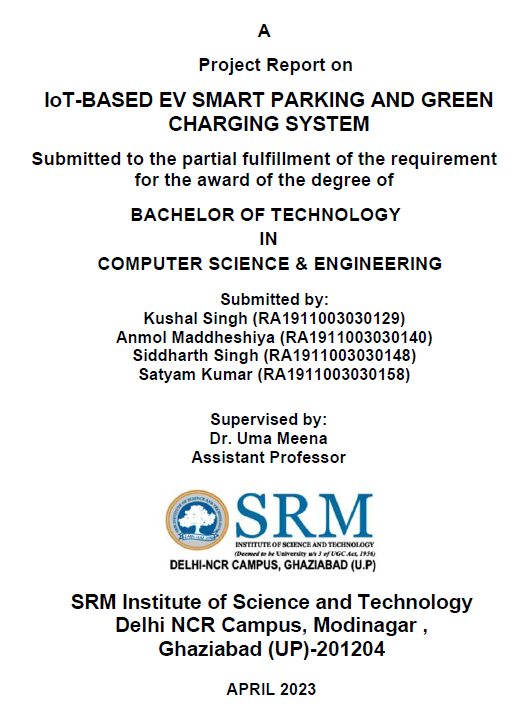 A
Project Report on
IoT-BASED EV SMART PARKING AND GREEN
CHARGING SYSTEM
Submitted to the partial fulfillment of the requirement
for the award of the degree of
BACHELOR OF TECHNOLOGY
IN
COMPUTER SCIENCE & ENGINEERING
Submitted by:
Kushal Singh (RA1911003030129)
Anmol Maddheshiya (RA1911003030140)
Siddharth Singh (RA1911003030148)
Satyam Kumar (RA1911003030158)
Supervised by:
Dr. Uma Meena
Assistant Professor
SRM
INSTITUTE OF SCIENCE AND TECHNOLOGY
(Deemed to be University u/s 3 of UGC Act, 1956)
DELHI-NCR CAMPUS, GHAZIABAD (U.P)
SRM Institute of Science and Technology
Delhi NCR Campus, Modinagar ,
Ghaziabad (UP)-201204
APRIL 2023